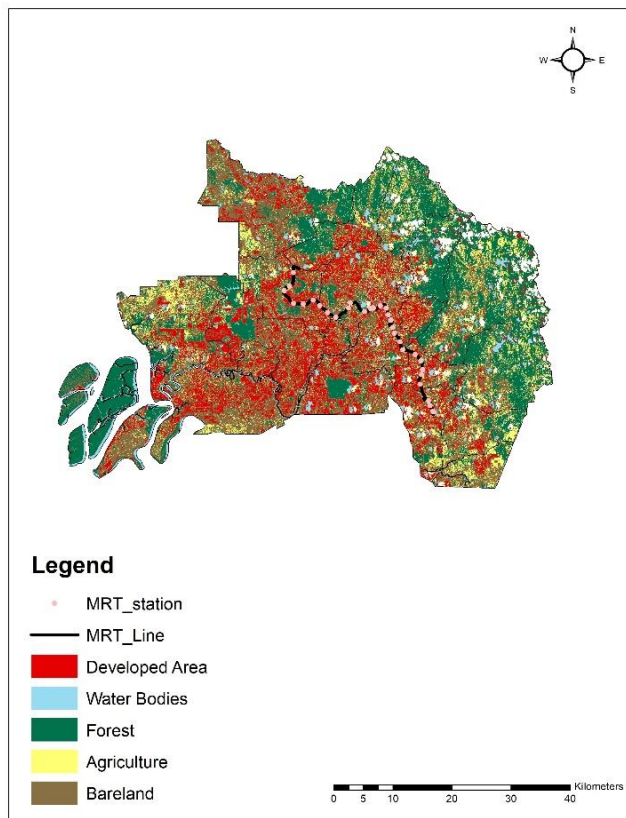 N
W E
S
Legend
MRT_station
MRT_Line
Developed Area
Water Bodies
Forest
Agriculture
Bareland
Kilometers
0 5 10 20 30 40